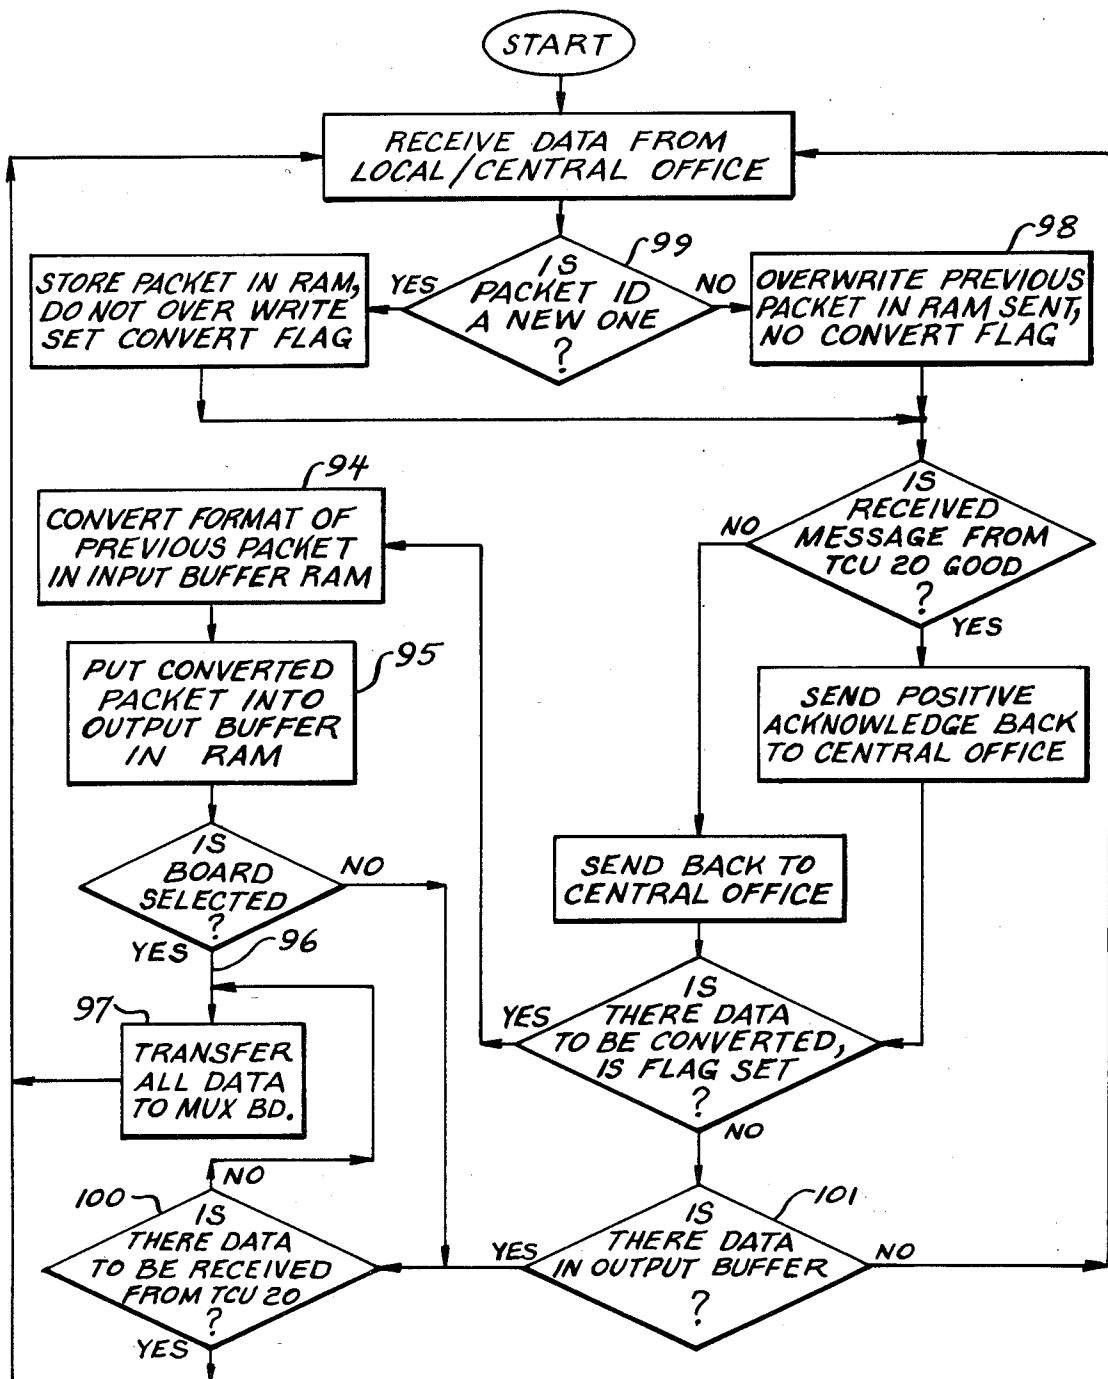 START
RECEIVE DATA FROM
LOCAL/CENTRAL OFFICE
99
IS
PACKET ID
A NEW ONE
?
YES
NO
STORE PACKET IN RAM,
DO NOT OVER WRITE
SET CONVERT FLAG
98
OVERWRITE PREVIOUS
PACKET IN RAM SENT,
NO CONVERT FLAG
IS
RECEIVED
MESSAGE FROM
TCU 20 GOOD
?
NO
YES
94
CONVERT FORMAT OF
PREVIOUS PACKET
IN INPUT BUFFER RAM
95
PUT CONVERTED
PACKET INTO
OUTPUT BUFFER
IN RAM
SEND POSITIVE
ACKNOWLEDGE BACK
TO CENTRAL OFFICE
IS
BOARD
SELECTED
?
NO
YES
96
SEND BACK TO
CENTRAL OFFICE
97
TRANSFER
ALL DATA
TO MUX BD.
IS
THERE DATA
TO BE CONVERTED,
IS FLAG SET
?
YES
NO
100
IS
THERE DATA
TO BE RECEIVED
FROM TCU 20
?
NO
YES
101
IS
THERE DATA
IN OUTPUT BUFFER
?
YES
NO